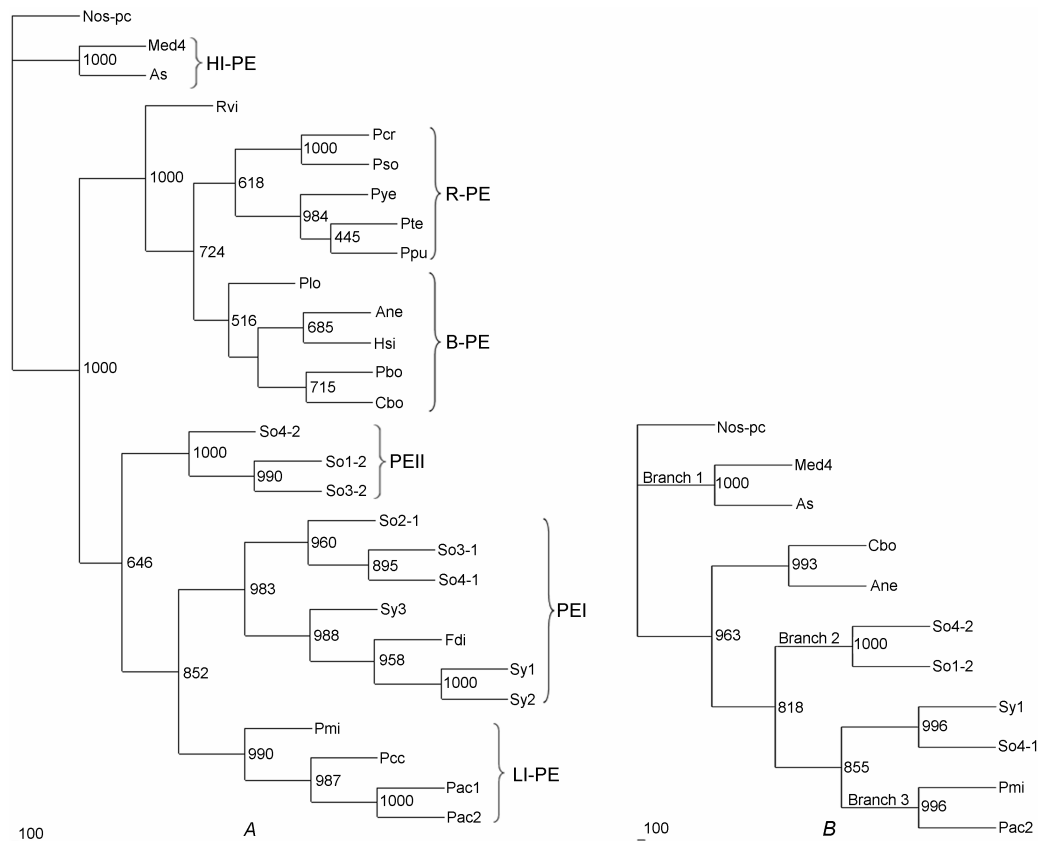 Nos-pc
Med4
1000
As
HI-PE
Rvi
1000
Pcr
1000
Pso
618
Pye
984
Pte
445
Ppu
R-PE
724
Plo
516
Ane
685
Hsi
Pbo
715
Cbo
B-PE
1000
So4-2
1000
So1-2
990
So3-2
PEII
646
So2-1
960
So3-1
895
So4-1
983
Sy3
988
Fdi
958
Sy1
1000
Sy2
PEI
852
Pmi
990
Pcc
987
Pac1
1000
Pac2
LI-PE
100
A
Nos-pc
Branch 1
Med4
1000
As
Cbo
993
Ane
963
Branch 2
So4-2
1000
So1-2
818
Sy1
996
So4-1
855
Branch 3
Pmi
996
Pac2
100
B